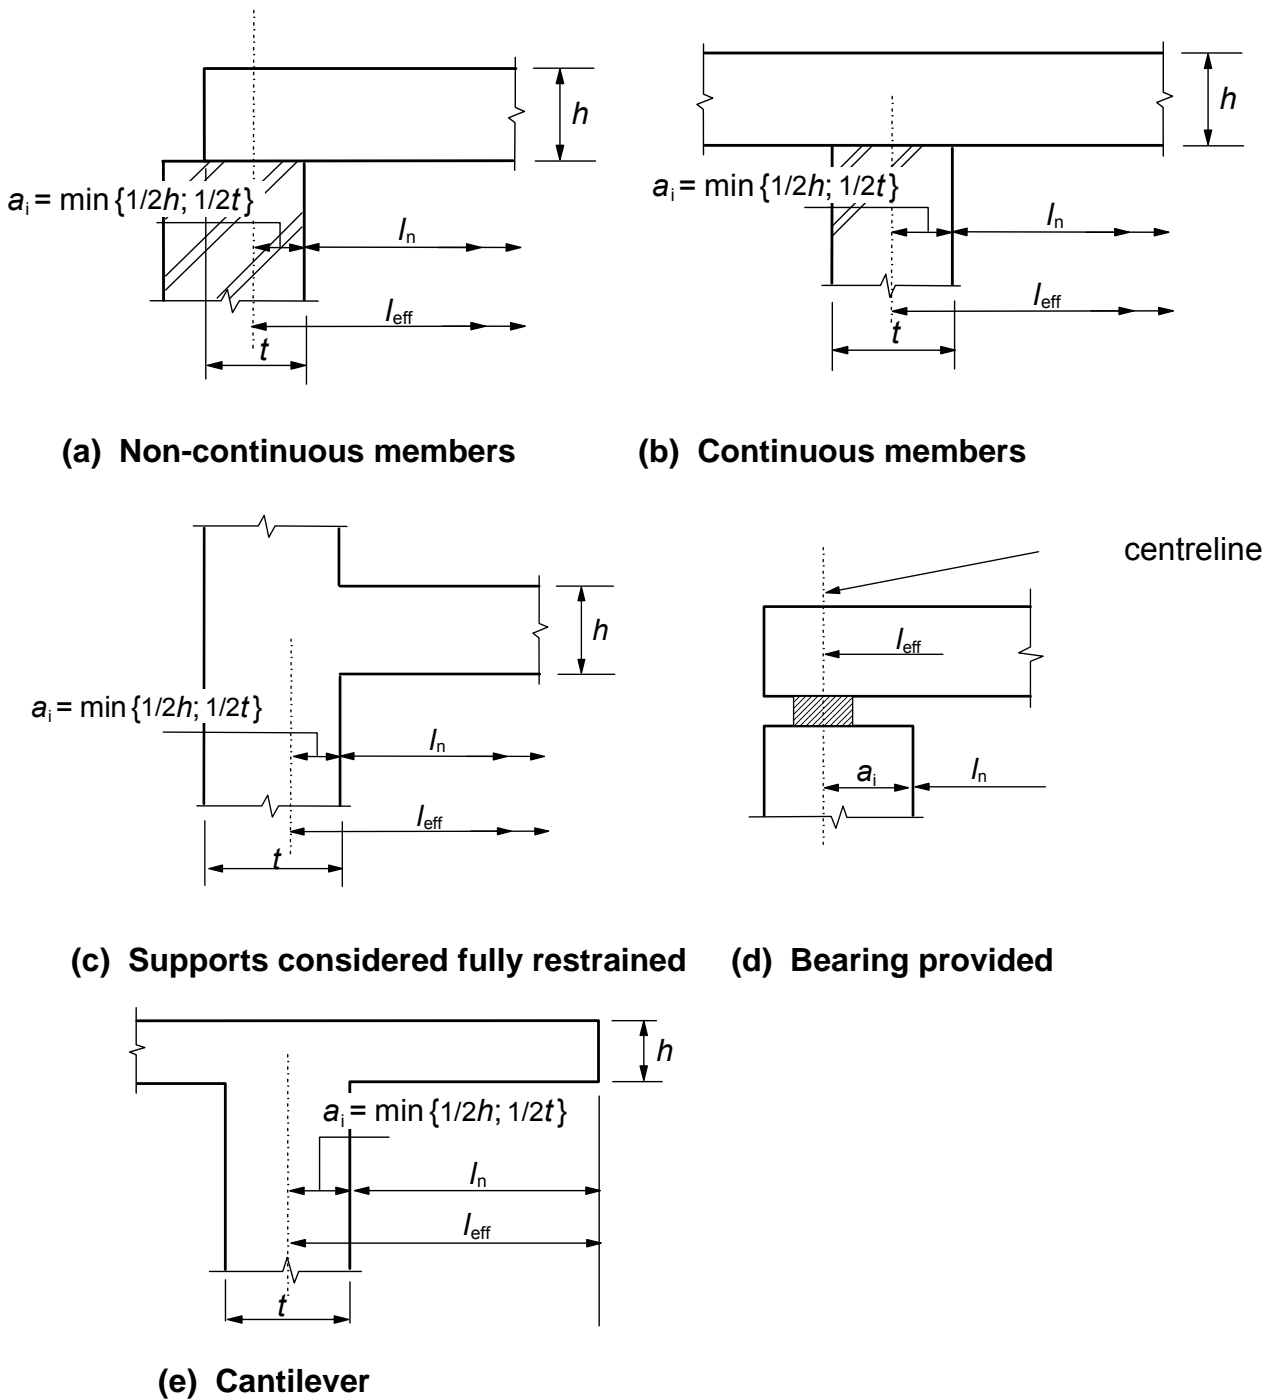 h
aᵢ = min {1/2h; 1/2t}
lₙ
l_eff
t
(a) Non-continuous members
h
aᵢ = min {1/2h; 1/2t}
lₙ
l_eff
t
(b) Continuous members
h
aᵢ = min {1/2h; 1/2t}
lₙ
l_eff
t
(c) Supports considered fully restrained
centreline
l_eff
aᵢ
lₙ
(d) Bearing provided
h
aᵢ = min {1/2h; 1/2t}
lₙ
l_eff
t
(e) Cantilever